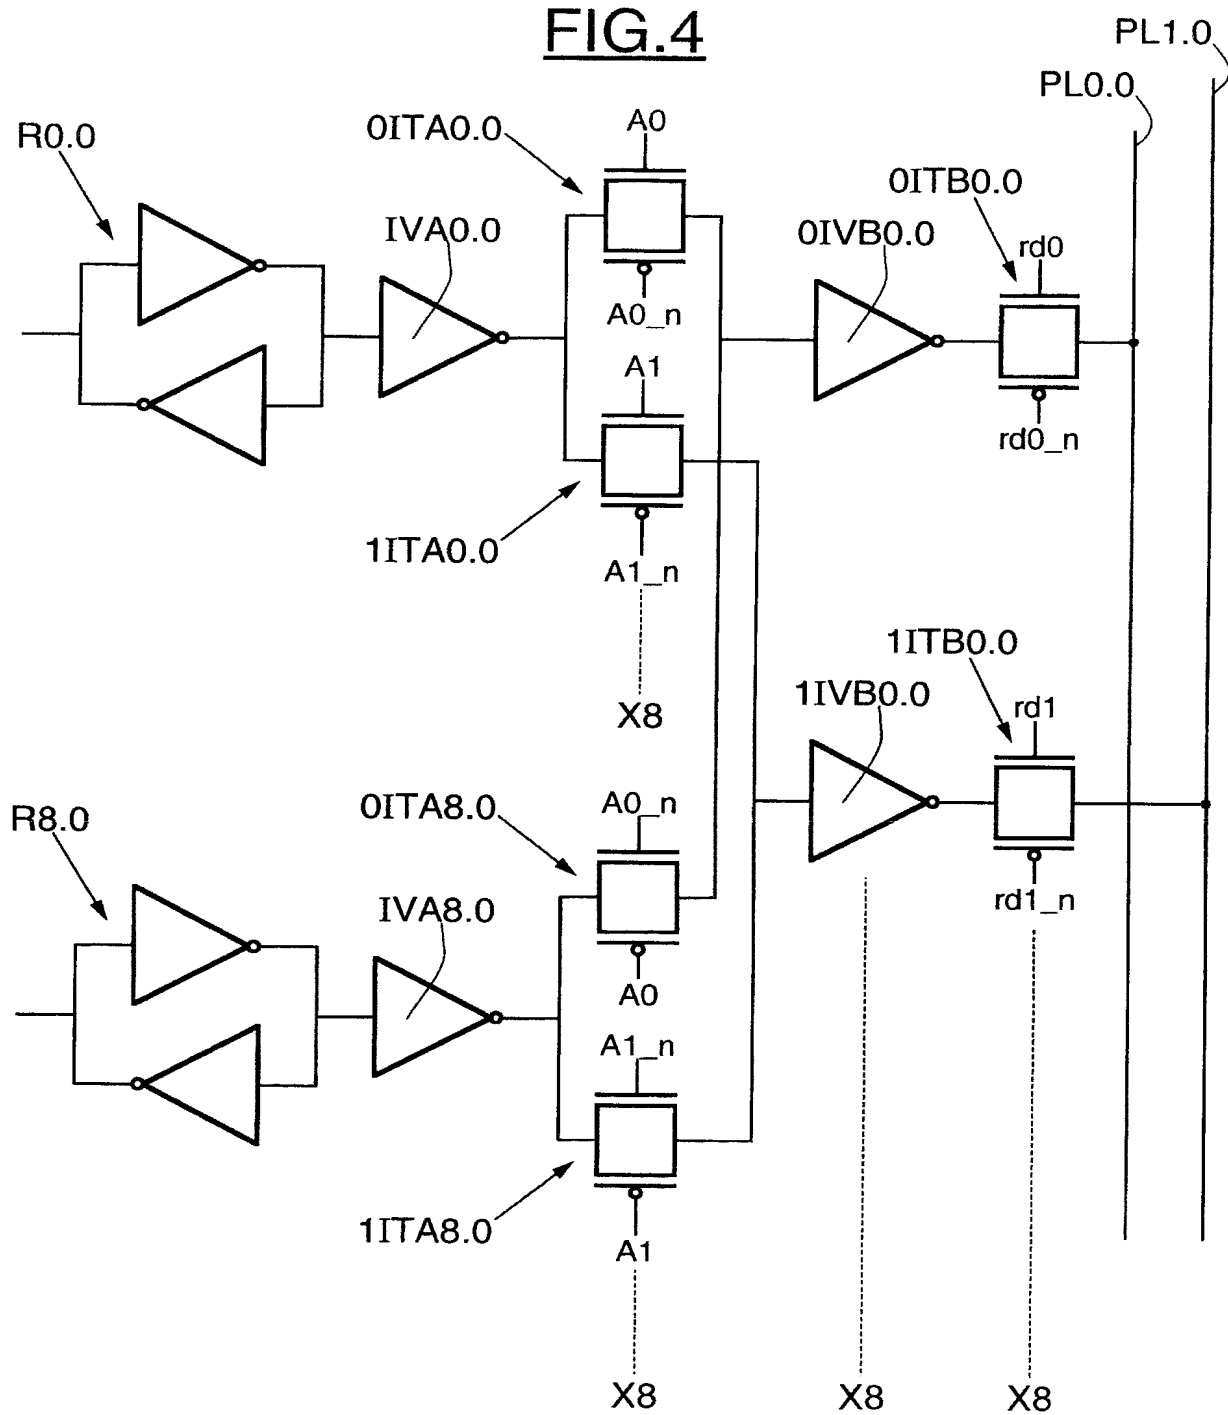 FIG.4
PL1.0
PL0.0
R0.0
0ITA0.0
A0
0ITB0.0
IVA0.0
0IVB0.0
rd0
A0_n
A1
rd0_n
1ITA0.0
A1_n
X8
1ITB0.0
1IVB0.0
rd1
R8.0
0ITA8.0
A0_n
rd1_n
IVA8.0
A0
A1_n
1ITA8.0
A1
X8
X8
X8